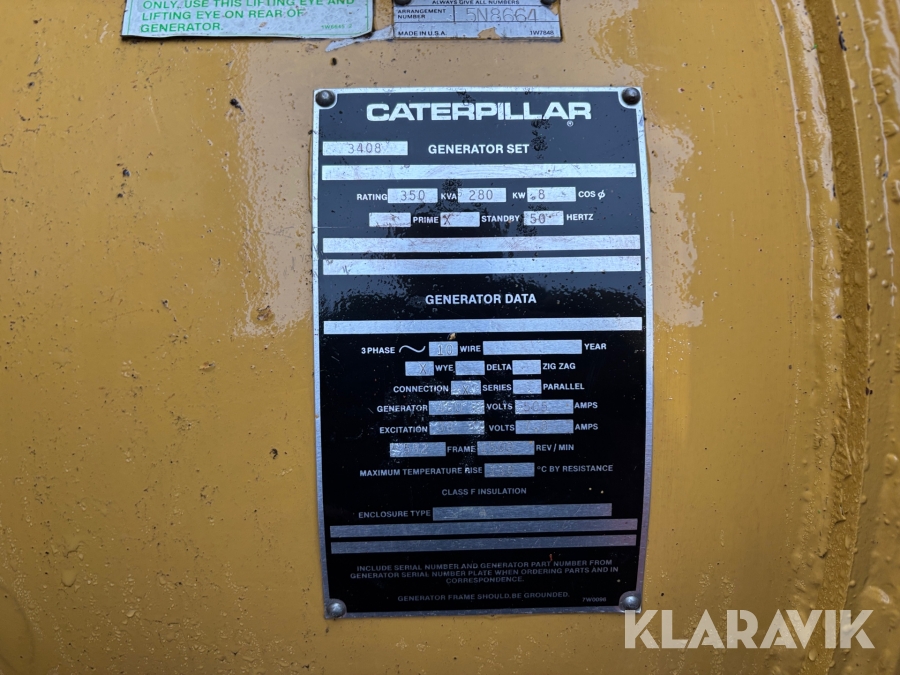 ONLY. USE THIS LIFTING EYE AND
LIFTING EYE ON REAR OF
GENERATOR.
ALWAYS GIVE ALL NUMBERS
ARRANGEMENT NUMBER 5N8664
MADE IN U.S.A. 1W7848
CATERPILLAR®
3408 GENERATOR SET
RATING 350 KVA 280 KW .8 COS ø
PRIME X STANDBY 50 HERTZ
GENERATOR DATA
3 PHASE ~ 10 WIRE YEAR
X WYE DELTA ZIG ZAG
CONNECTION X SERIES PARALLEL
GENERATOR VOLTS AMPS
EXCITATION VOLTS AMPS
FRAME REV / MIN
MAXIMUM TEMPERATURE RISE °C BY RESISTANCE
CLASS F INSULATION
ENCLOSURE TYPE
INCLUDE SERIAL NUMBER AND GENERATOR PART NUMBER FROM
GENERATOR SERIAL NUMBER PLATE WHEN ORDERING PARTS AND IN
CORRESPONDENCE.
GENERATOR FRAME SHOULD.BE GROUNDED. 7W0096
KLARAVIK